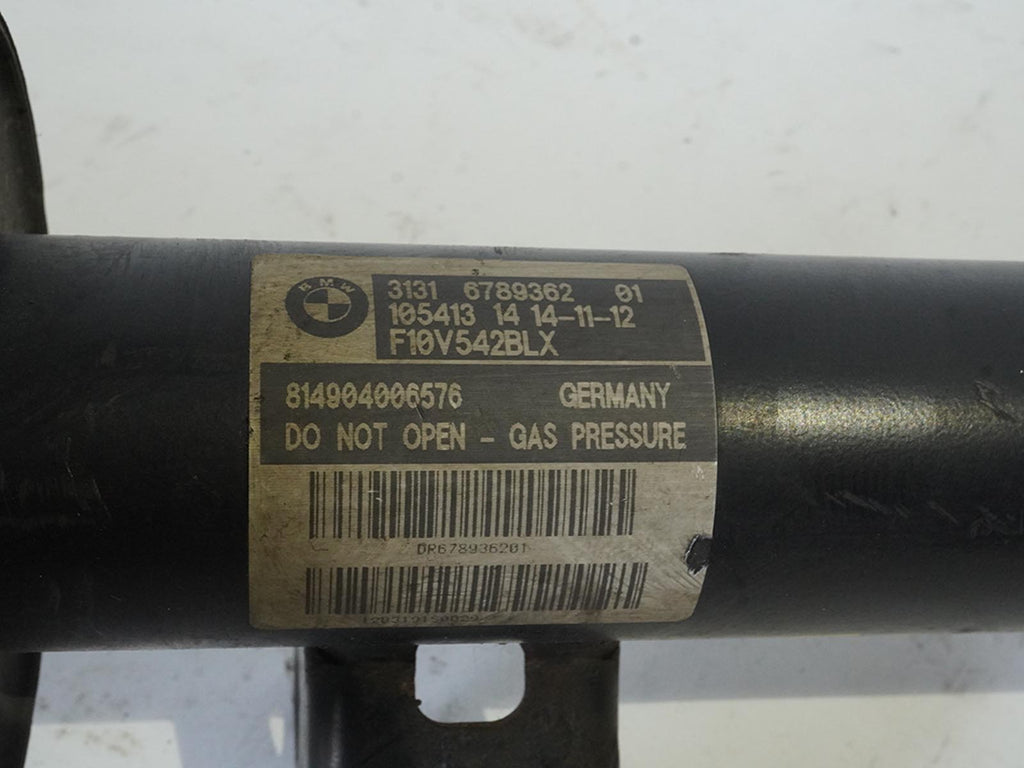 BMW
3131 6789362 01
105413 14 14-11-12
F10V542BLX
814904006576 GERMANY
DO NOT OPEN - GAS PRESSURE
DR678936201